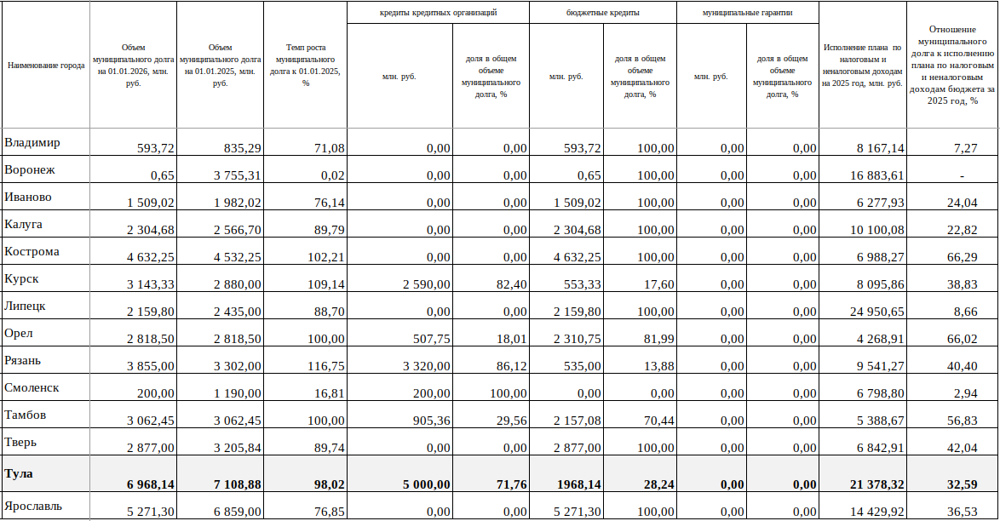 Наименование города
Объем муниципального долга на 01.01.2026, млн. руб.
Объем муниципального долга на 01.01.2025, млн. руб.
Темп роста муниципального долга к 01.01.2025, %
кредиты кредитных организаций
млн. руб.
доля в общем объеме муниципального долга, %
бюджетные кредиты
млн. руб.
доля в общем объеме муниципального долга, %
муниципальные гарантии
млн. руб.
доля в общем объеме муниципального долга, %
Исполнение плана по налоговым и неналоговым доходам на 2025 год, млн. руб.
Отношение муниципального долга к исполнению плана по налоговым и неналоговым доходам бюджета за 2025 год, %
Владимир 593,72 835,29 71,08 0,00 0,00 593,72 100,00 0,00 0,00 8 167,14 7,27
Воронеж 0,65 3 755,31 0,02 0,00 0,00 0,65 100,00 0,00 0,00 16 883,61 -
Иваново 1 509,02 1 982,02 76,14 0,00 0,00 1 509,02 100,00 0,00 0,00 6 277,93 24,04
Калуга 2 304,68 2 566,70 89,79 0,00 0,00 2 304,68 100,00 0,00 0,00 10 100,08 22,82
Кострома 4 632,25 4 532,25 102,21 0,00 0,00 4 632,25 100,00 0,00 0,00 6 988,27 66,29
Курск 3 143,33 2 880,00 109,14 2 590,00 82,40 553,33 17,60 0,00 0,00 8 095,86 38,83
Липецк 2 159,80 2 435,00 88,70 0,00 0,00 2 159,80 100,00 0,00 0,00 24 950,65 8,66
Орел 2 818,50 2 818,50 100,00 507,75 18,01 2 310,75 81,99 0,00 0,00 4 268,91 66,02
Рязань 3 855,00 3 302,00 116,75 3 320,00 86,12 535,00 13,88 0,00 0,00 9 541,27 40,40
Смоленск 200,00 1 190,00 16,81 200,00 100,00 0,00 0,00 0,00 0,00 6 798,80 2,94
Тамбов 3 062,45 3 062,45 100,00 905,36 29,56 2 157,08 70,44 0,00 0,00 5 388,67 56,83
Тверь 2 877,00 3 205,84 89,74 0,00 0,00 2 877,00 100,00 0,00 0,00 6 842,91 42,04
Тула 6 968,14 7 108,88 98,02 5 000,00 71,76 1968,14 28,24 0,00 0,00 21 378,32 32,59
Ярославль 5 271,30 6 859,00 76,85 0,00 0,00 5 271,30 100,00 0,00 0,00 14 429,92 36,53